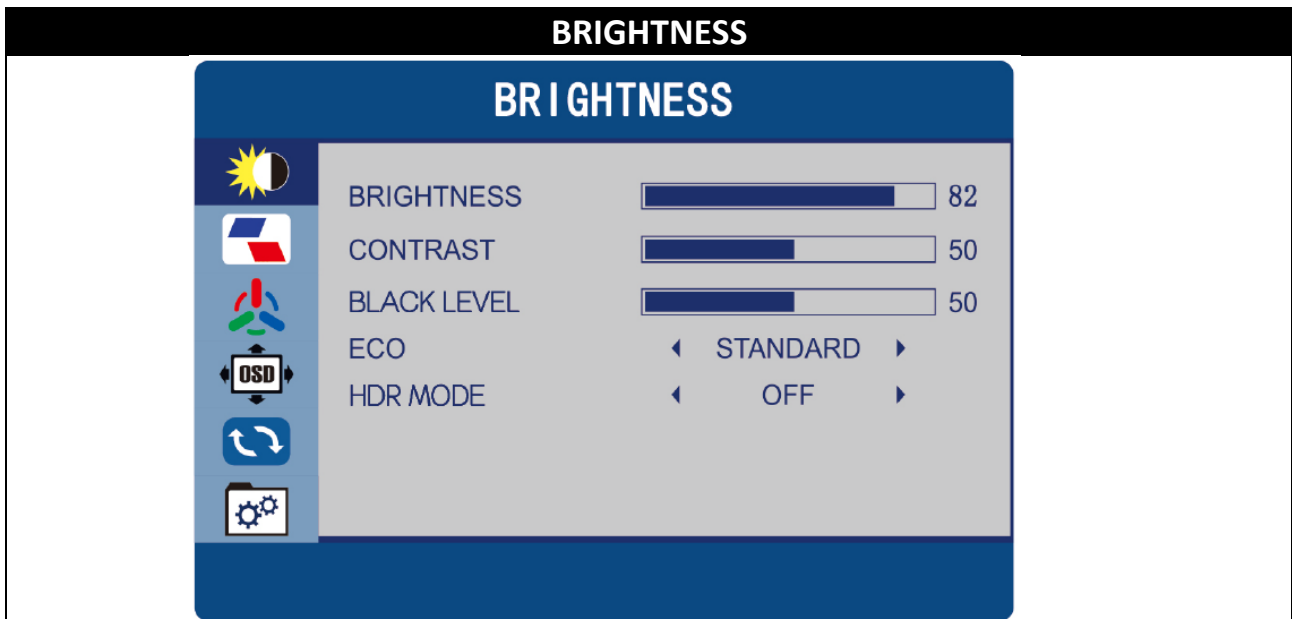 BRIGHTNESS
BRIGHTNESS
BRIGHTNESS 82
CONTRAST 50
BLACK LEVEL 50
ECO STANDARD
HDR MODE OFF
OSD